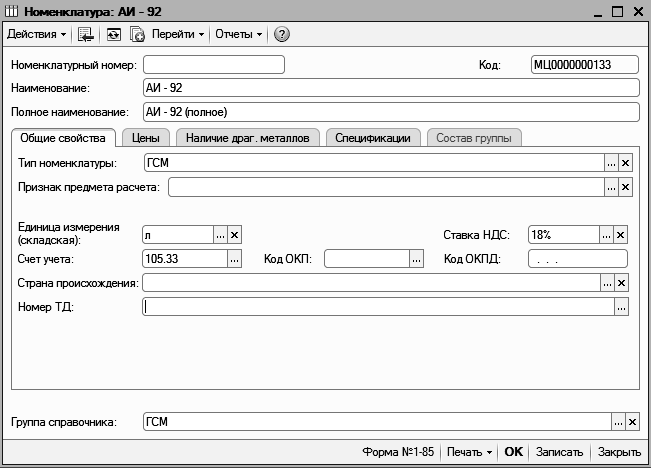 Номенклатура: АИ - 92
Действия Перейти Отчеты ?
Номенклатурный номер: Код: МЦ0000000133
Наименование: АИ - 92
Полное наименование: АИ - 92 (полное)
Общие свойства Цены Наличие драг. металлов Спецификации Состав группы
Тип номенклатуры: ГСМ ... ×
Признак предмета расчета: ... ×
Единица измерения
(складская): л ... × Ставка НДС: 18% ... ×
Счет учета: 105.33 ... Код ОКП: ... Код ОКПД: . . .
Страна происхождения: ... ×
Номер ТД: ...
Группа справочника: ГСМ ... ×
Форма №1-85 Печать OK Записать Закрыть